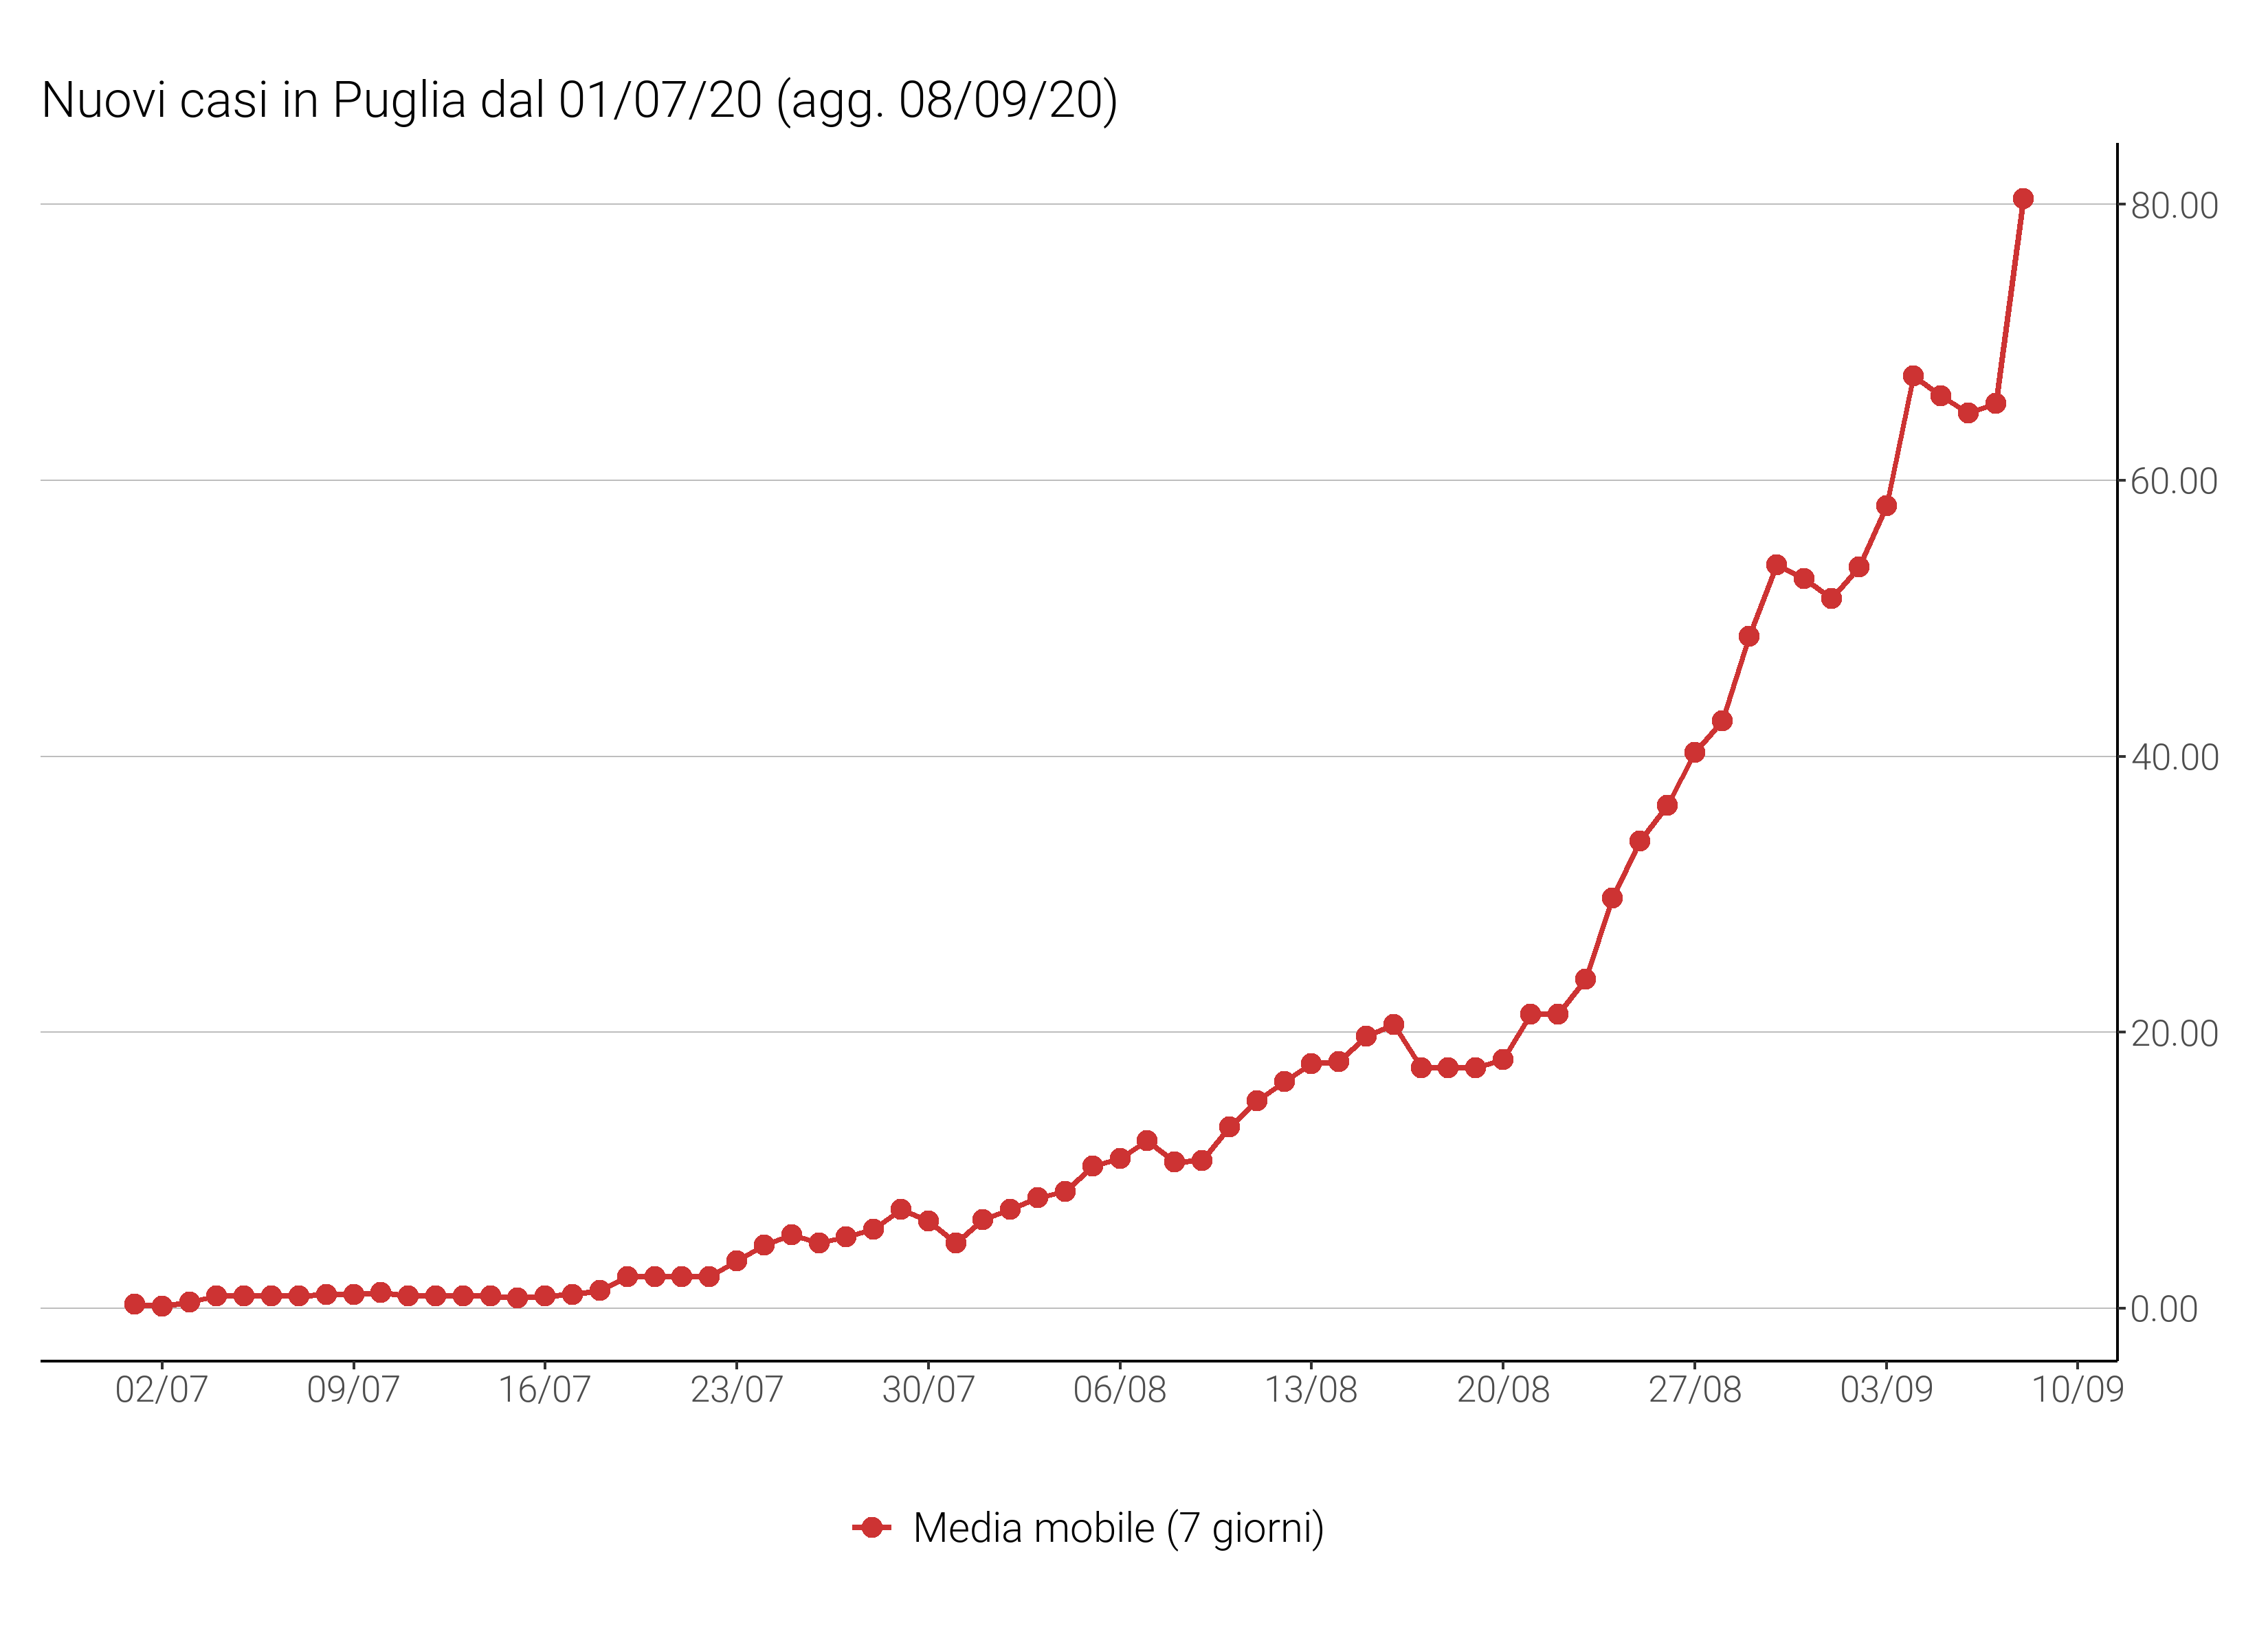 Nuovi casi in Puglia dal 01/07/20 (agg. 08/09/20)
80.00
60.00
40.00
20.00
0.00
02/07 09/07 16/07 23/07 30/07 06/08 13/08 20/08 27/08 03/09 10/09
Media mobile (7 giorni)